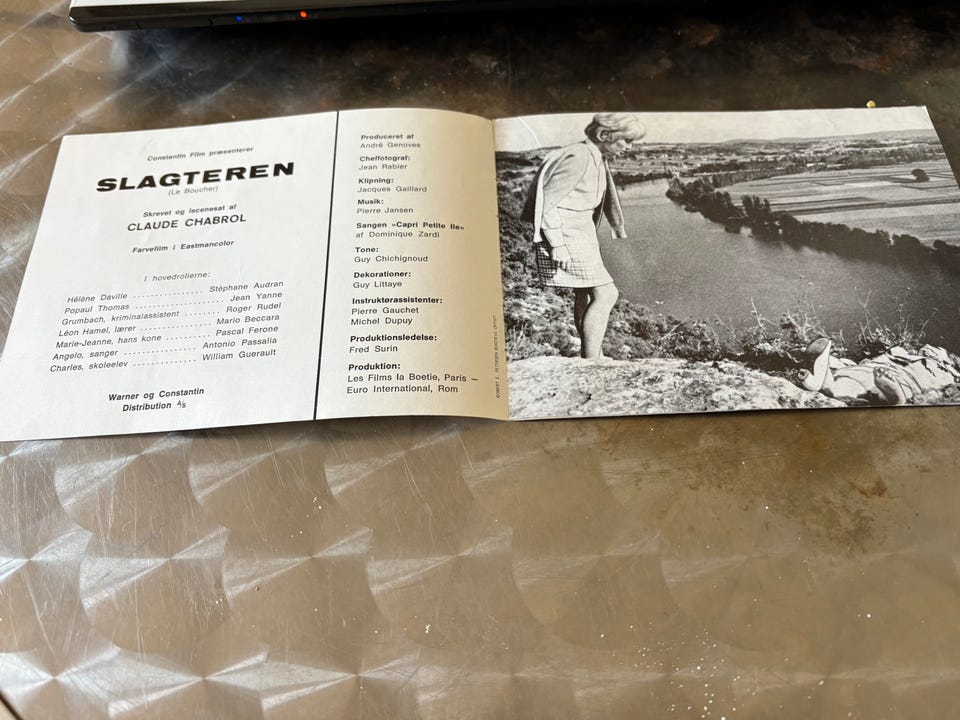 Constantin Film præsenterer
SLAGTEREN
(Le Boucher)
Skrevet og iscenesat af
CLAUDE CHABROL
Farvefilm i Eastmancolor
I hovedrollerne:
Hélène Daville ................ Stéphane Audran
Popaul Thomas ........................ Jean Yanne
Grumbach, kriminalassistent ........ Roger Rudel
Léon Hamel, lærer ................ Mario Beccara
Marie-Jeanne, hans kone .......... Pascal Ferone
Angelo, sanger .................. Antonio Passalia
Charles, skoleelev .............. William Guerault
Warner og Constantin
Distribution A/S
Produceret af
André Genoves
Cheffotograf:
Jean Rabier
Klipning:
Jacques Gaillard
Musik:
Pierre Jansen
Sangen »Capri Petite Ile«
af Dominique Zardi
Tone:
Guy Chichignoud
Dekorationer:
Guy Littaye
Instruktørassistenter:
Pierre Gauchet
Michel Dupuy
Produktionsledelse:
Fred Surin
Produktion:
Les Films la Boetie, Paris —
Euro International, Rom
ROBERT E. PETERSEN BOGTRYK-OFFSET